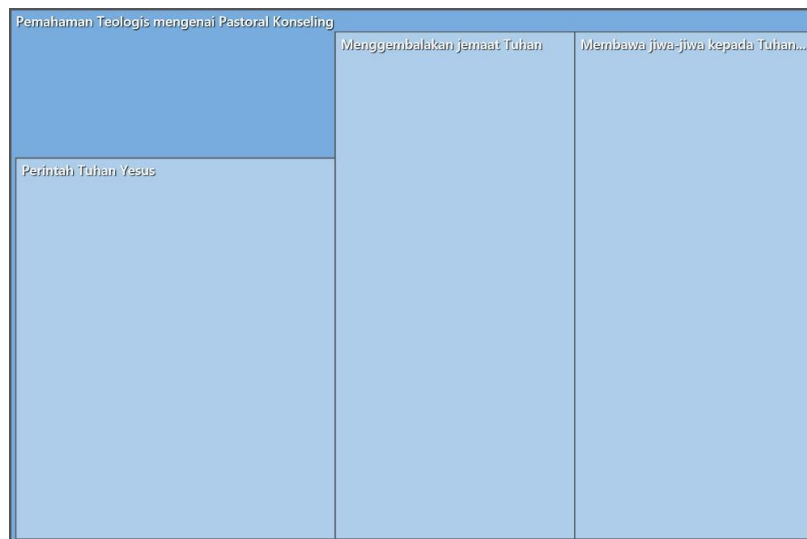 Pemahaman Teologis mengenai Pastoral Konseling
Menggembalakan jemaat Tuhan
Membawa jiwa-jiwa kepada Tuhan...
Perintah Tuhan Yesus